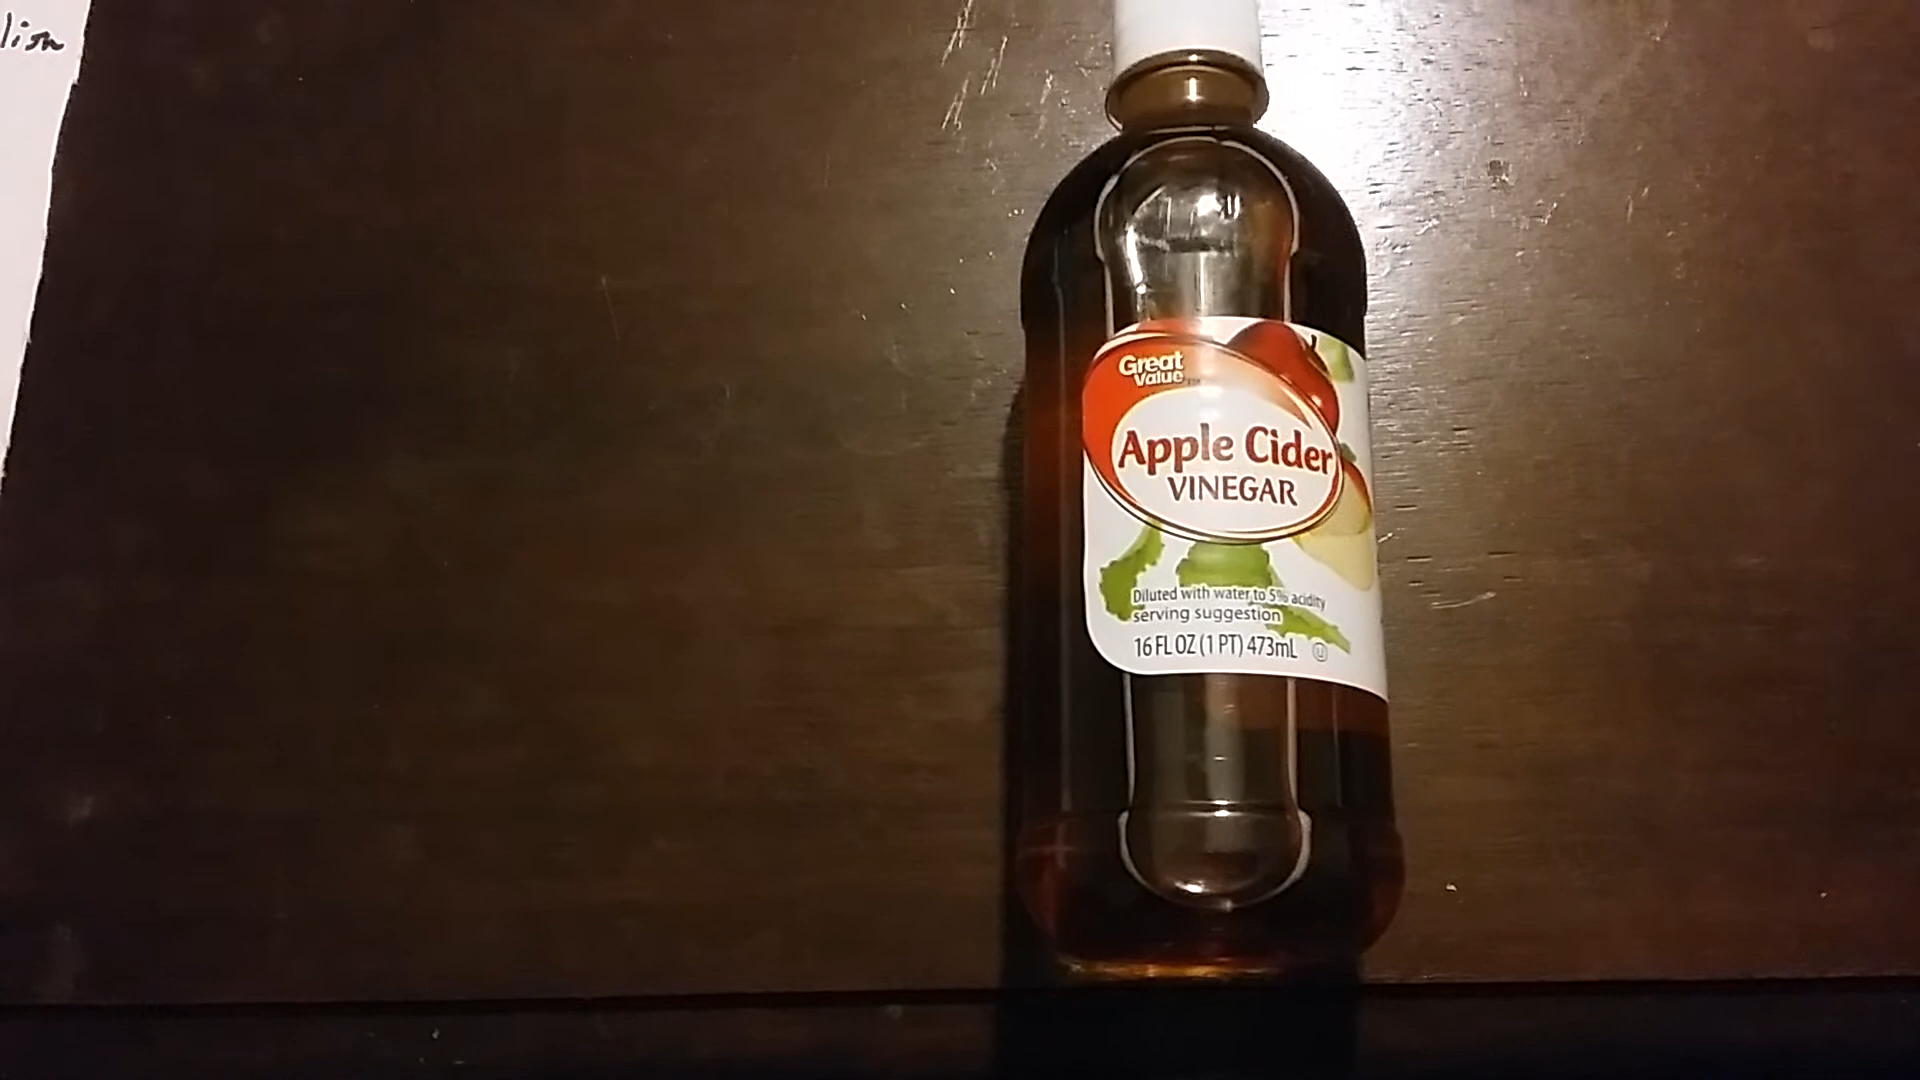 Great
Value
Apple Cider
VINEGAR
Diluted with water to 5% acidity
serving suggestion
16 FL OZ (1 PT) 473mL